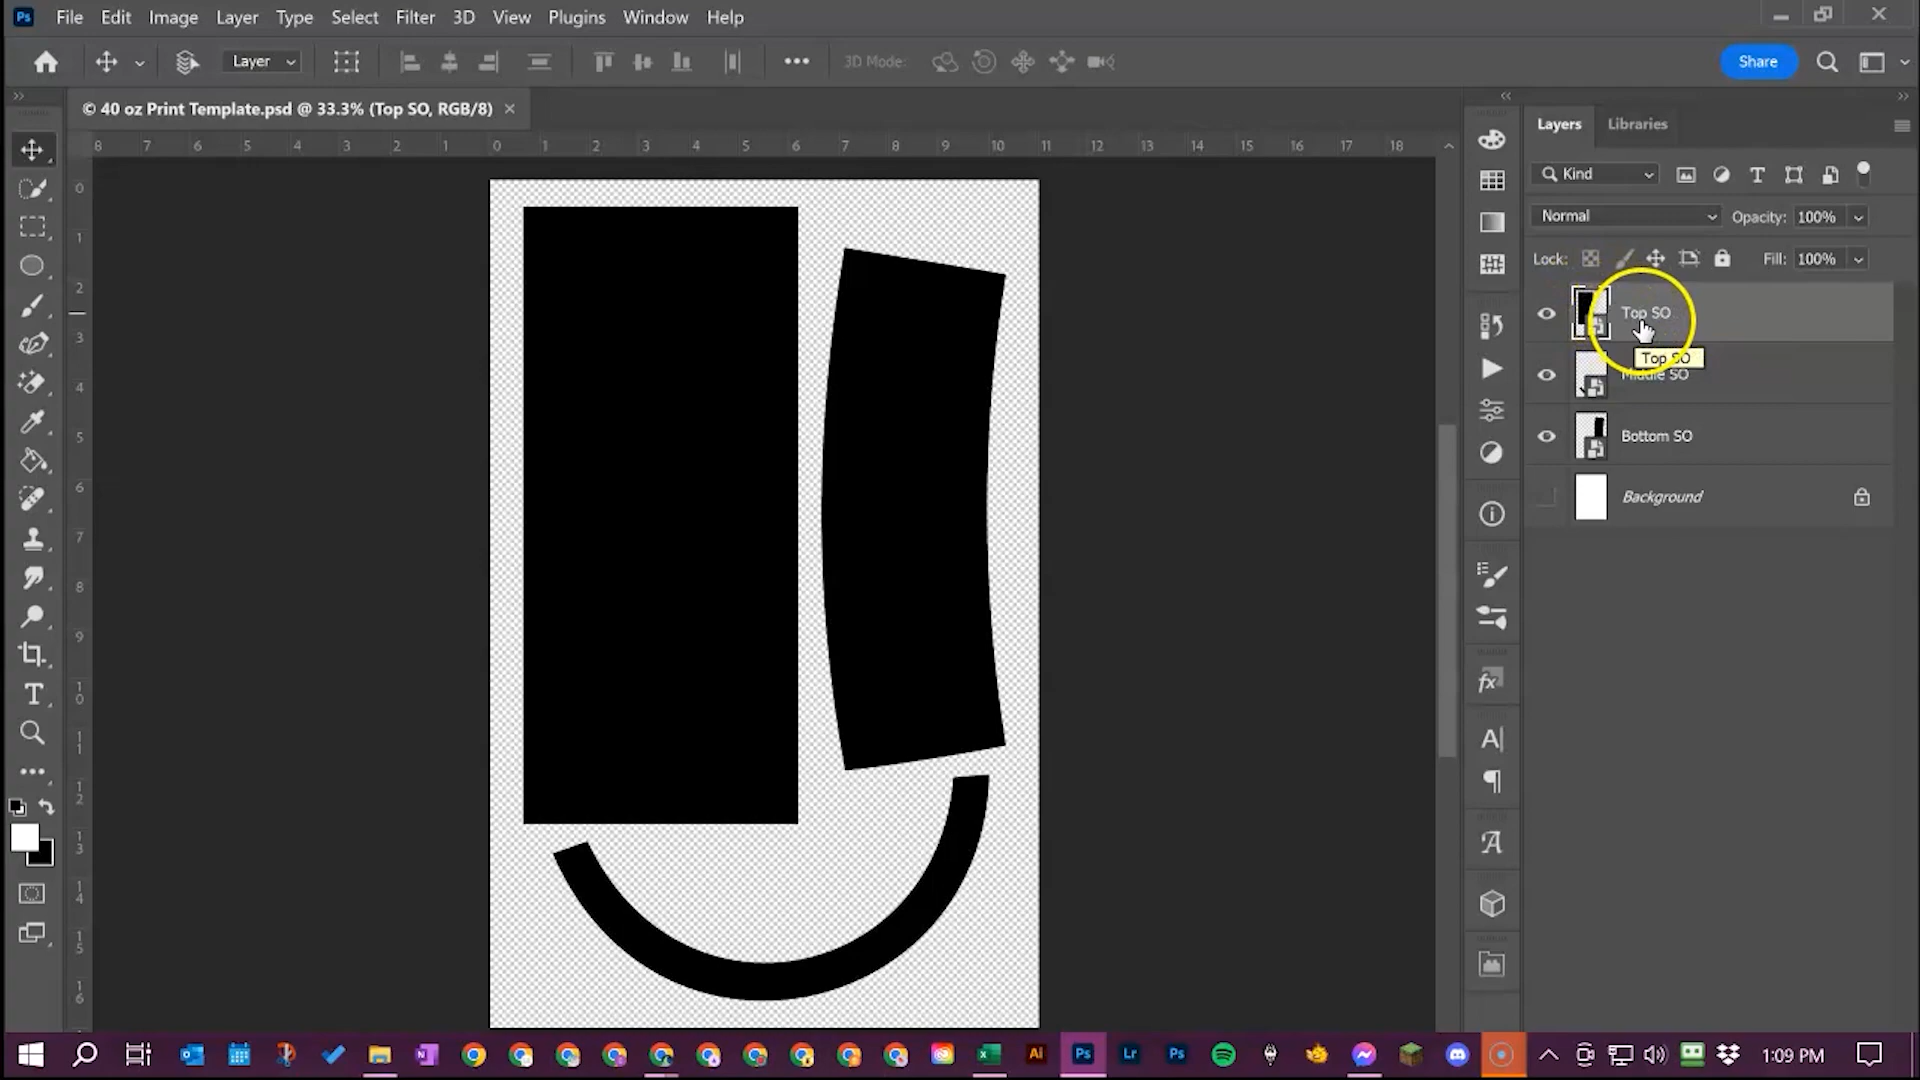 Ps File Edit Image Layer Type Select Filter 3D View Plugins Window Help
Layer 3D Mode: Share
© 40 oz Print Template.psd @ 33.3% (Top SO, RGB/8) ×
8 7 6 5 4 3 2 1 0 1 2 3 4 5 6 7 8 9 10 11 12 13 14 15 16 17 18
0
1
2
3
4
5
6
7
8
9
10
11
12
13
14
15
16
Layers Libraries
Kind
Normal Opacity: 100%
Lock: Fill: 100%
Top SO
Top SO
Middle SO
Bottom SO
Background
T
fx
A
A
Ai Ps Lr Ps 1:09 PM